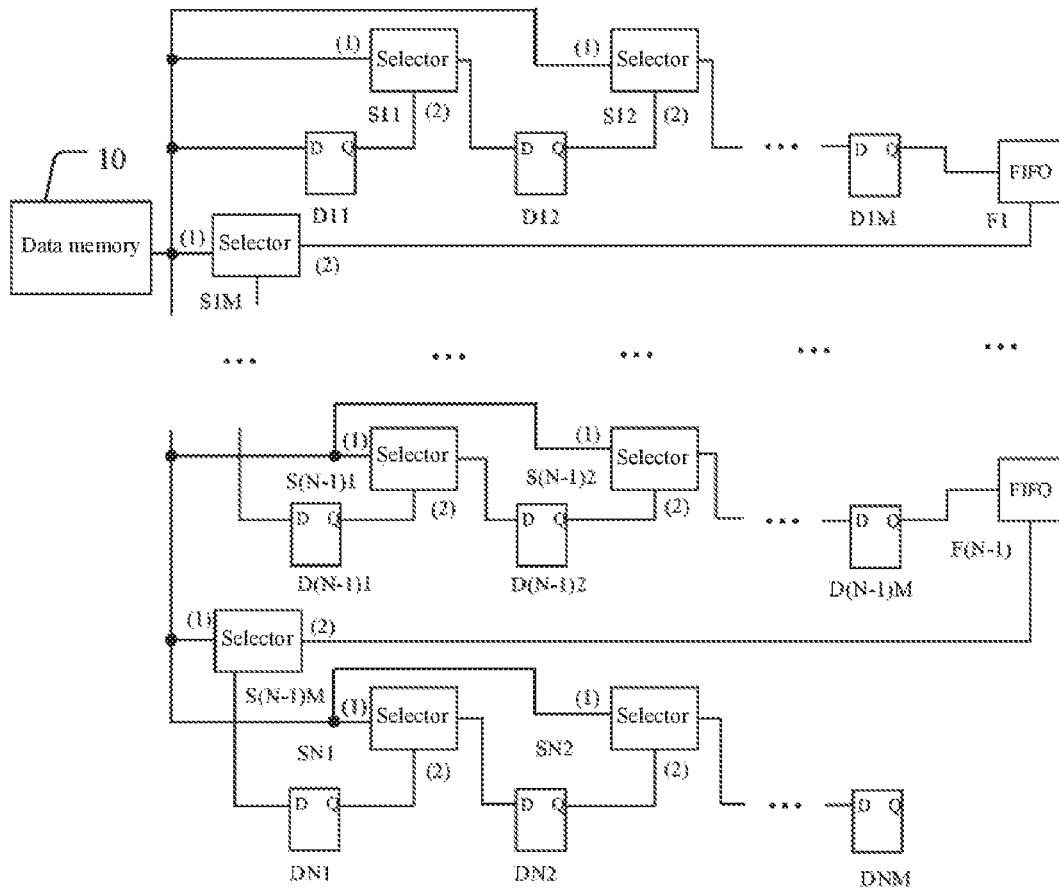 (1) Selector (1) Selector
S11 (2) S12 (2)
10
D Q D Q ... D Q FIFO
D11 D12 D1M F1
Data memory (1) Selector (2)
S1M
... ... ... ... ...
(1) Selector (1) Selector
S(N-1)1 (2) S(N-1)2 (2) FIFO
D Q D Q ... D Q F(N-1)
D(N-1)1 D(N-1)2 D(N-1)M
(1) Selector (2)
S(N-1)M (1) Selector (1) Selector
SN1 (2) SN2 (2)
D Q D Q ... D Q
DN1 DN2 DNM